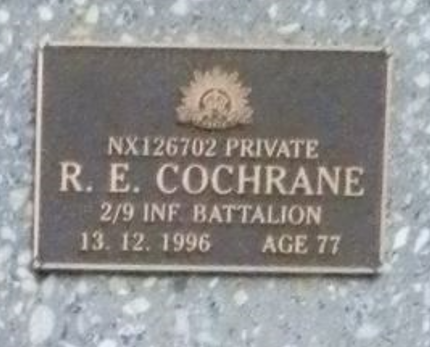 NX126702 PRIVATE
R. E. COCHRANE
2/9 INF. BATTALION
13. 12. 1996 AGE 77